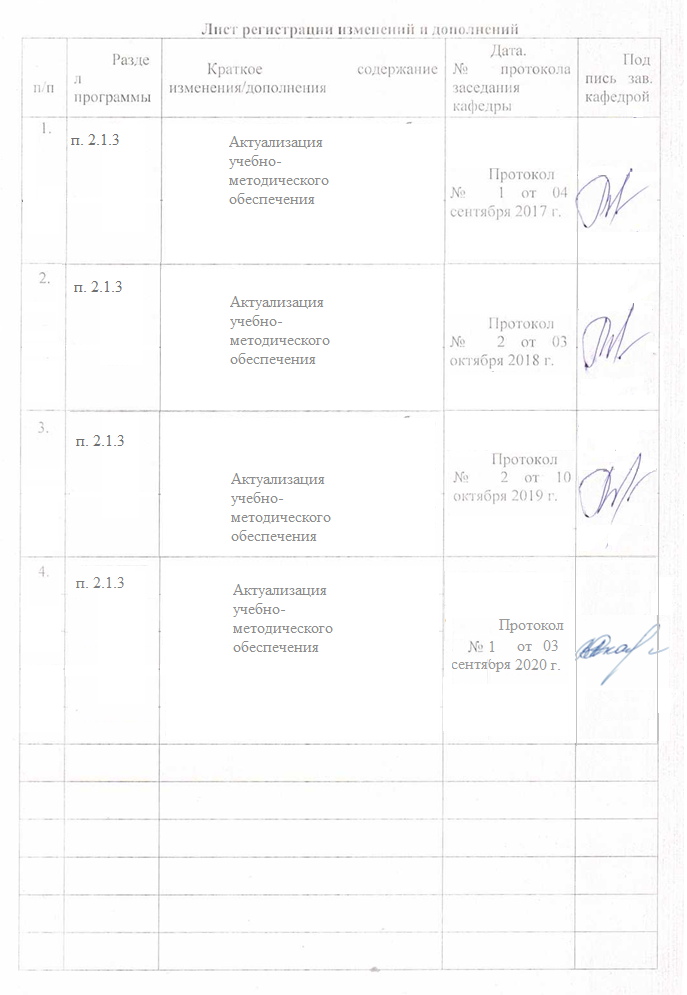 Лист регистрации изменений и дополнений
п/п
Разде
л
программы
Краткое содержание
изменения/дополнения
Дата.
№ протокола
заседания
кафедры
Под
пись зав.
кафедрой
1.
п. 2.1.3
Актуализация
учебно-
методического
обеспечения
Протокол
№ 1 от 04
сентября 2017 г.
2.
п. 2.1.3
Актуализация
учебно-
методического
обеспечения
Протокол
№ 2 от 03
октября 2018 г.
3.
п. 2.1.3
Актуализация
учебно-
методического
обеспечения
Протокол
№ 2 от 10
октября 2019 г.
4.
п. 2.1.3
Актуализация
учебно-
методического
обеспечения
Протокол
№ 1 от 03
сентября 2020 г.